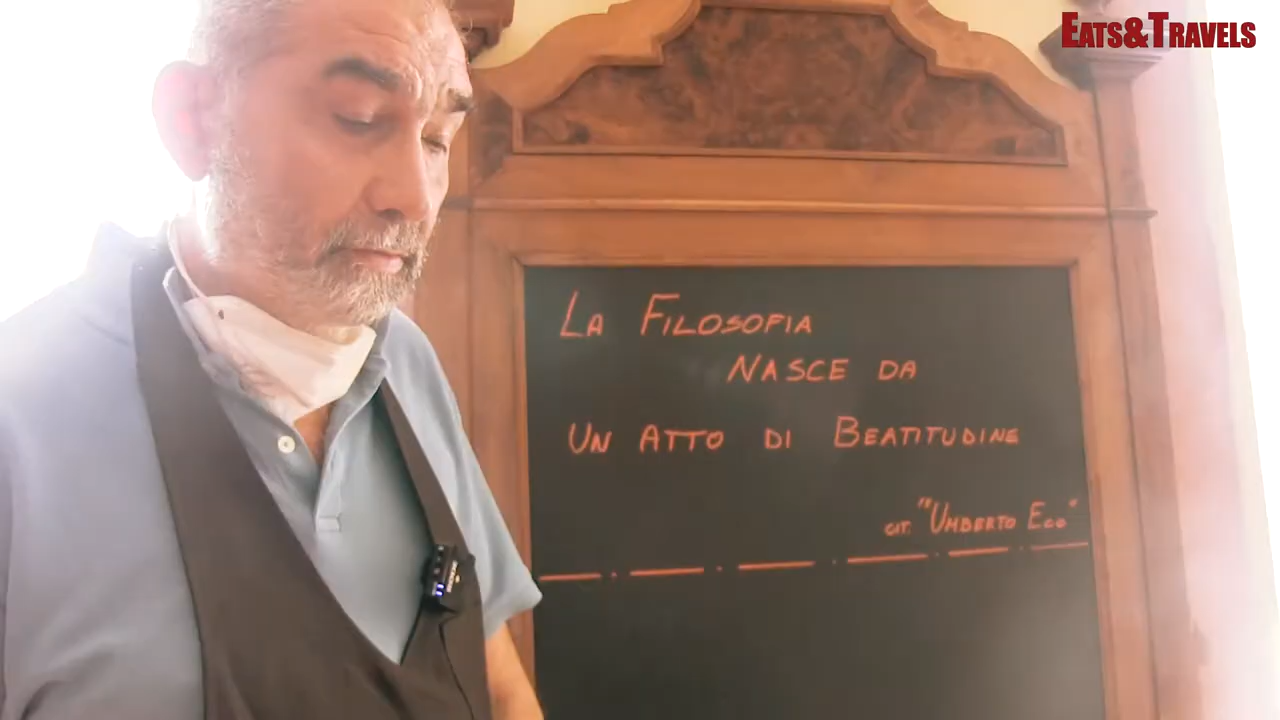 EATS&TRAVELS
LA FILOSOFIA
NASCE DA
UN ATTO DI BEATITUDINE
CIT. "UMBERTO ECO"